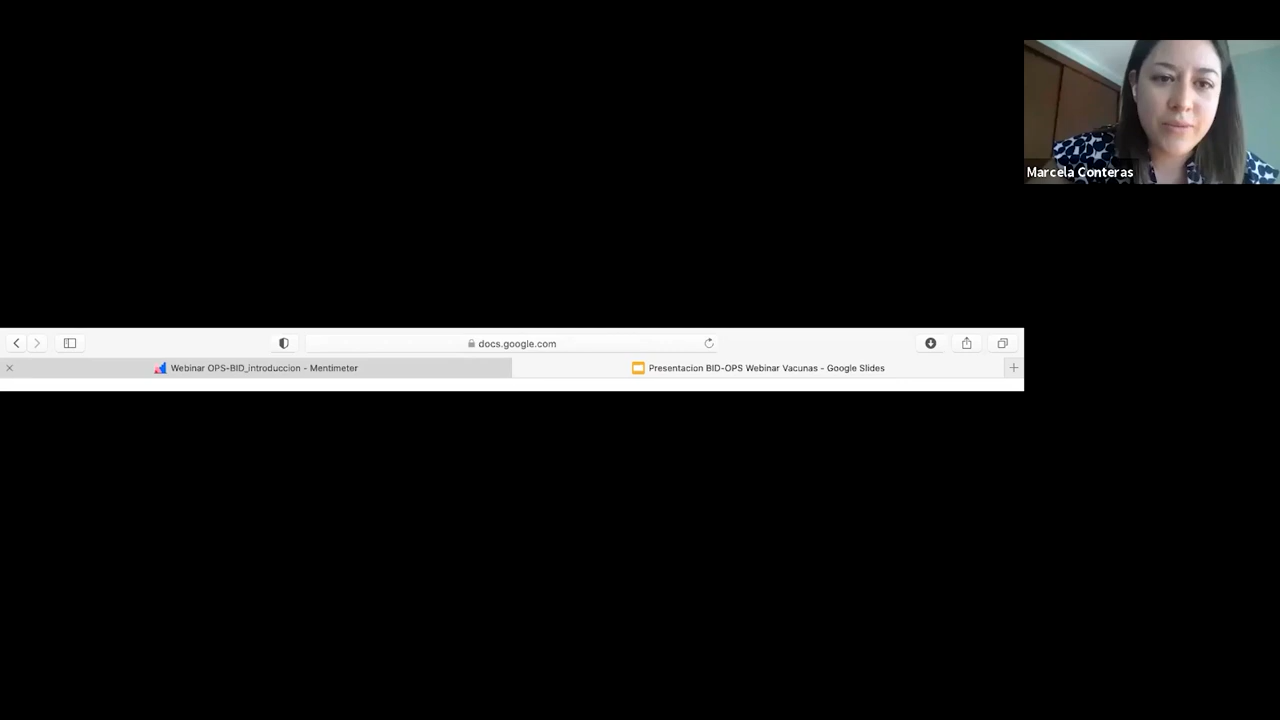 Marcela Conteras
docs.google.com
Webinar OPS-BID_introduccion - Mentimeter
Presentacion BID-OPS Webinar Vacunas - Google Slides